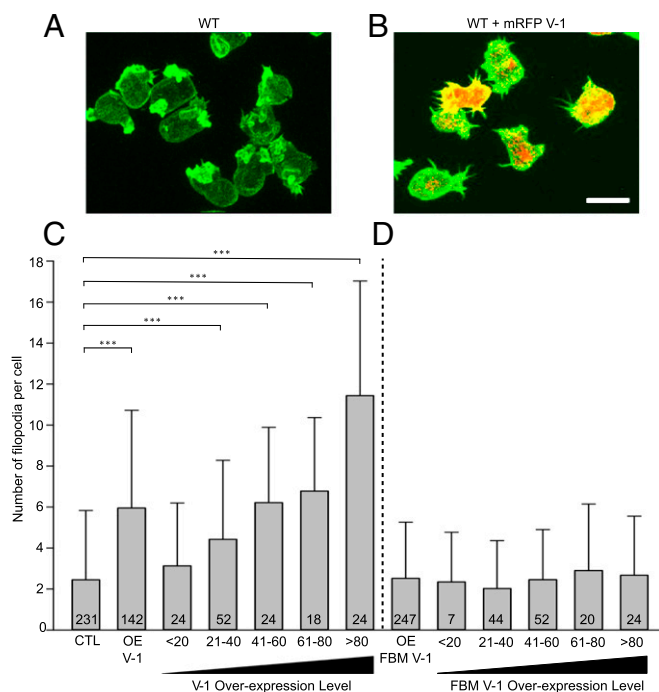 A
WT
B
WT + mRFP V-1
C
D
Number of filopodia per cell
18
16
14
12
10
8
6
4
2
0
***
***
***
***
***
231
142
24
52
24
18
24
247
7
44
52
20
24
CTL
OE
V-1
<20
21-40
41-60
61-80
>80
OE
FBM V-1
<20
21-40
41-60
61-80
>80
V-1 Over-expression Level
FBM V-1 Over-expression Level